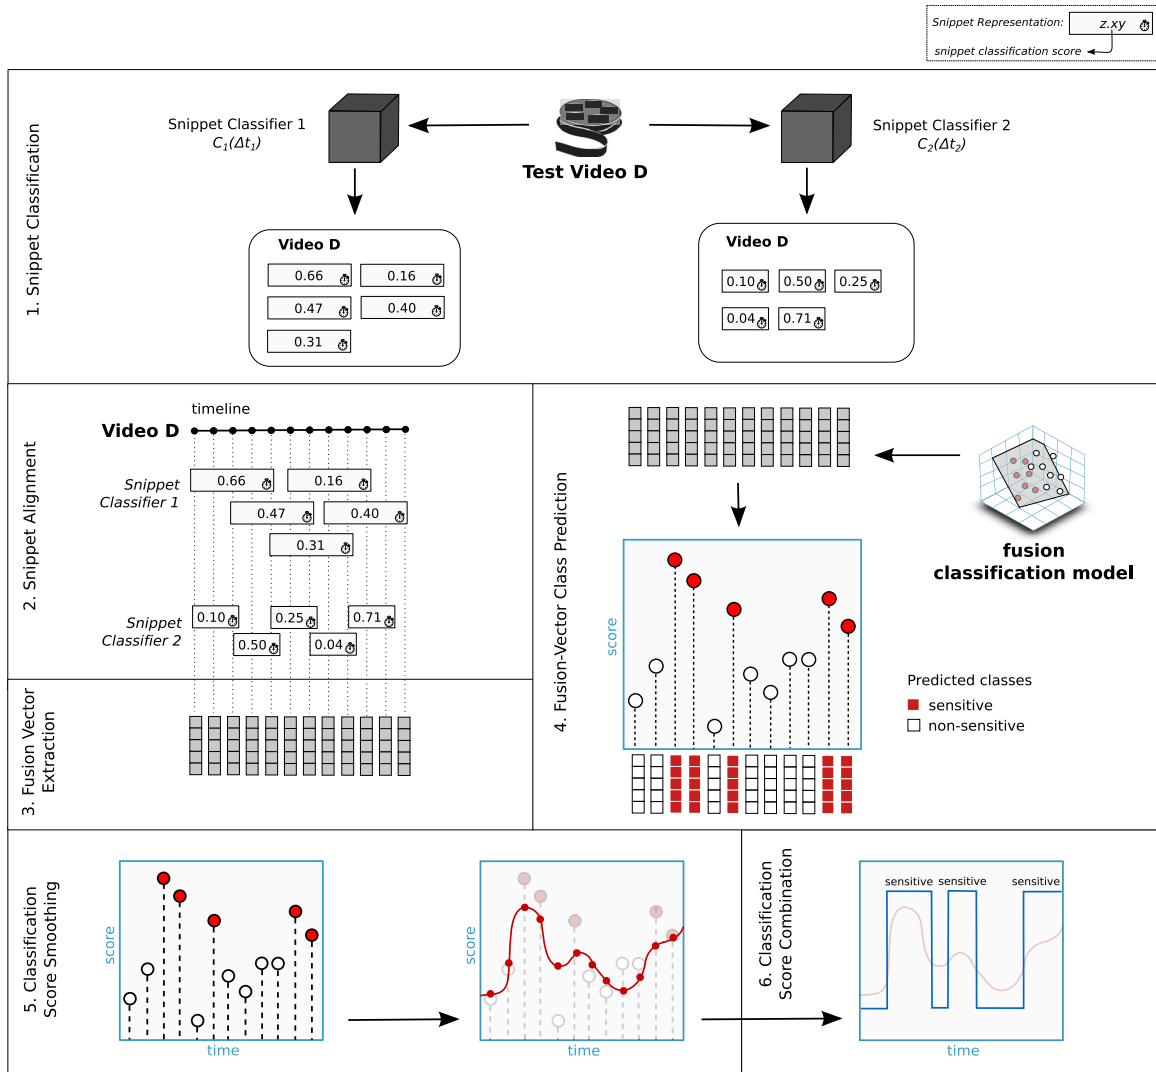 Snippet Representation:
z.xy
snippet classification score
1. Snippet Classification
Snippet Classifier 1
C₁(Δt₁)
Test Video D
Snippet Classifier 2
C₂(Δt₂)
Video D
0.66
0.16
0.47
0.40
0.31
Video D
0.10
0.50
0.25
0.04
0.71
2. Snippet Alignment
timeline
Video D
Snippet
Classifier 1
0.66
0.16
0.47
0.40
0.31
Snippet
Classifier 2
0.10
0.25
0.71
0.50
0.04
3. Fusion Vector
Extraction
4. Fusion-Vector Class Prediction
fusion
classification model
score
Predicted classes
sensitive
non-sensitive
5. Classification
Score Smoothing
score
time
score
time
6. Classification
Score Combination
sensitive
sensitive
sensitive
score
time